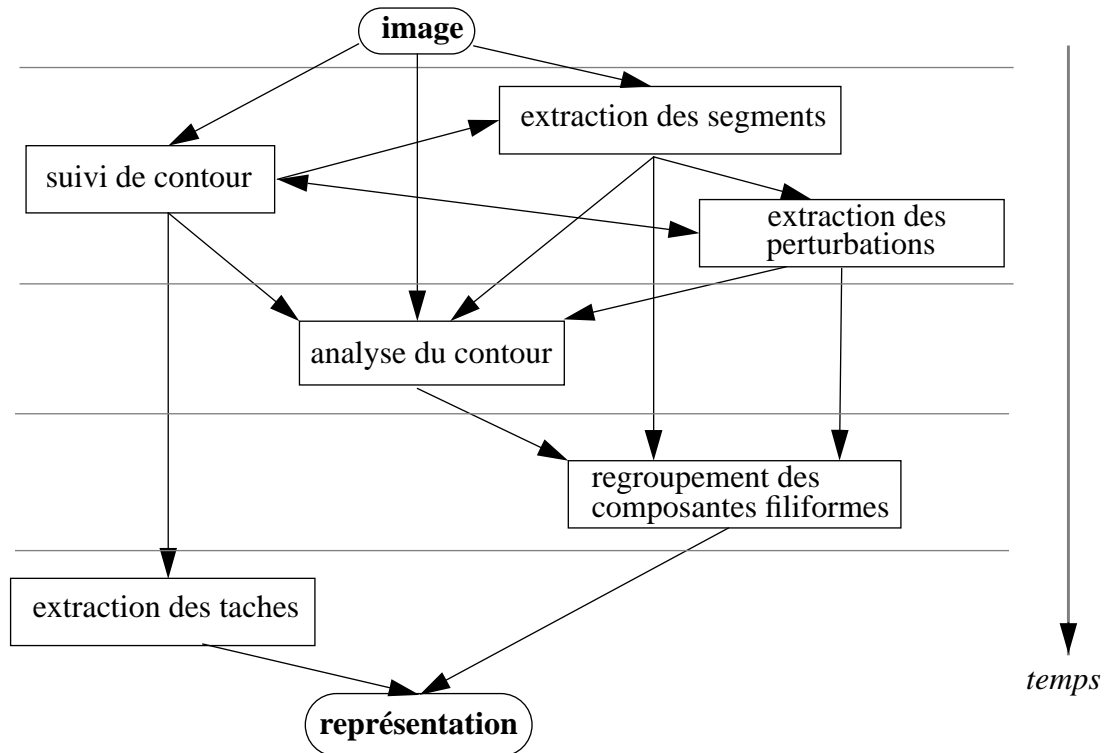 image
extraction des segments
suivi de contour
extraction des
perturbations
analyse du contour
regroupement des
composantes filiformes
extraction des taches
temps
représentation